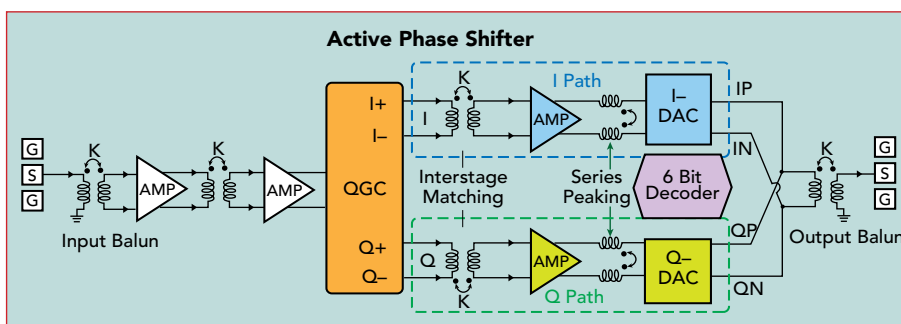 Active Phase Shifter
K
I Path
I+
I
I–
AMP
I–
DAC
IP
IN
G
S
G
K
AMP
K
AMP
QGC
Interstage
Matching
Series
Peaking
6 Bit
Decoder
K
G
S
G
Input Balun
Q+
Q
Q–
K
AMP
Q Path
Q–
DAC
QP
QN
Output Balun